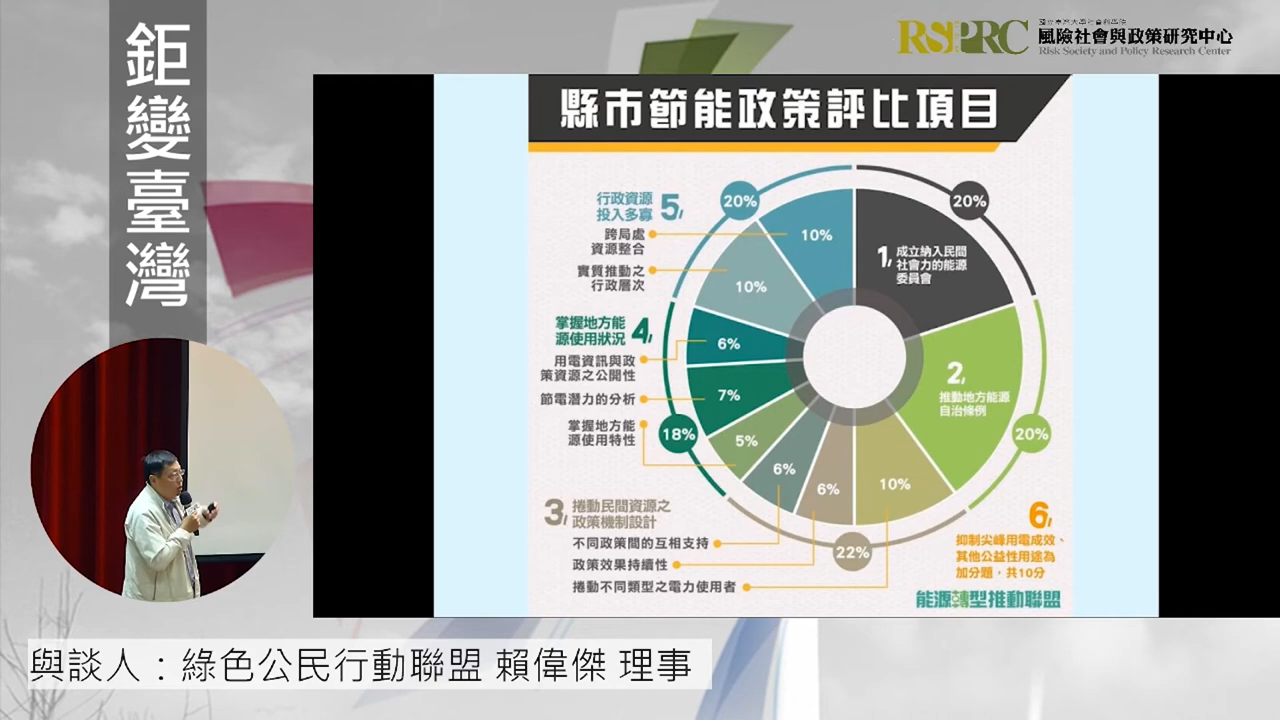 鉅變臺灣
RSPRC
國立臺灣大學社會科學院
風險社會與政策研究中心
Risk Society and Policy Research Center
縣市節能政策評比項目
20%
1, 成立納入民間
社會力的能源
委員會
20%
2,
推動地方能源
自治條例
22%
3, 捲動民間資源之
政策機制設計
不同政策間的互相支持
政策效果持續性
捲動不同類型之電力使用者
6%
6%
10%
18%
掌握地方能
源使用狀況 4,
用電資訊與政
策資源之公開性
節電潛力的分析
掌握地方能
源使用特性
6%
7%
5%
20%
行政資源
投入多寡 5,
跨局處
資源整合
實質推動之
行政層次
10%
10%
6,
抑制尖峰用電成效、
其他公益性用途為
加分題，共10分
能源轉型推動聯盟
與談人：綠色公民行動聯盟 賴偉傑 理事